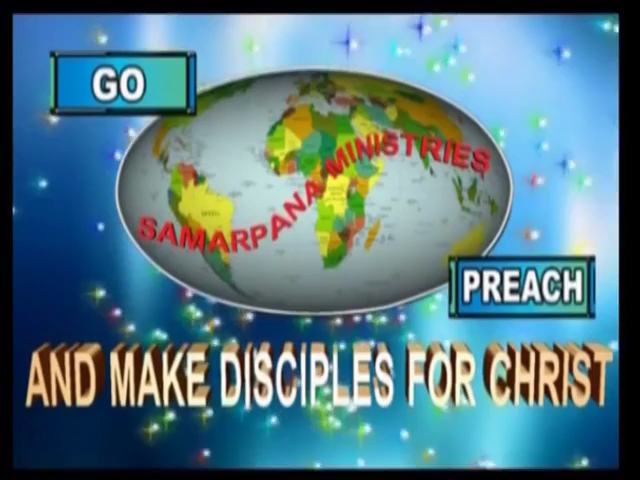 GO
SAMARPANA MINISTRIES
PREACH
AND MAKE DISCIPLES FOR CHRIST